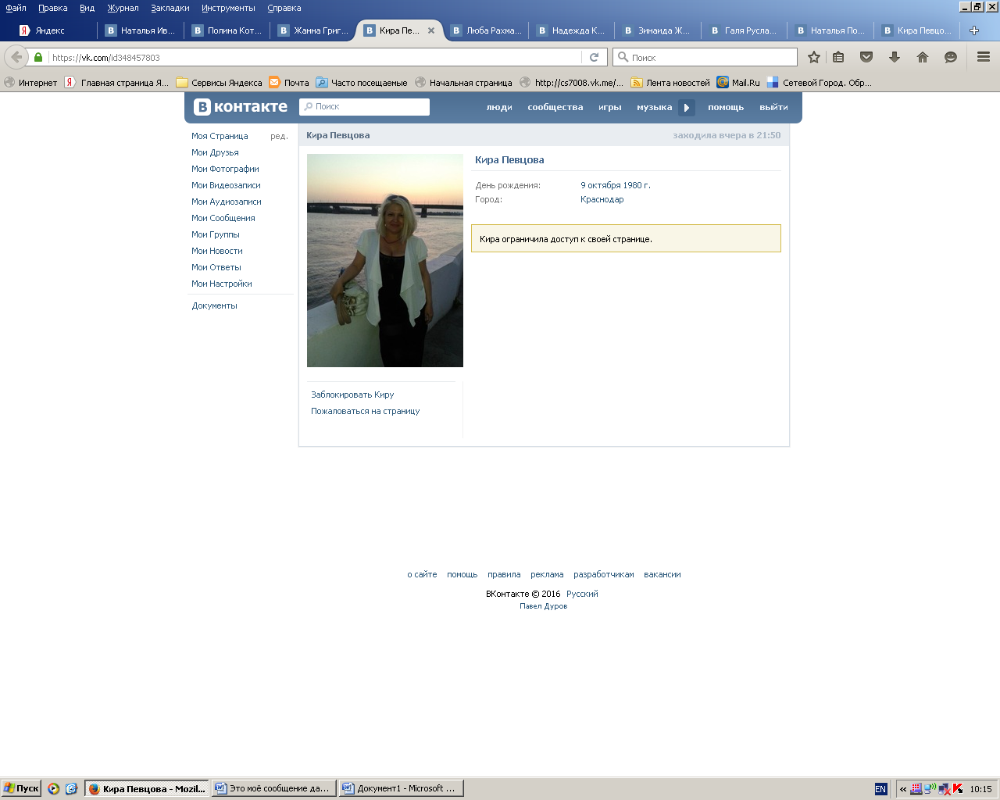 Файл Правка Вид Журнал Закладки Инструменты Справка
Яндекс Наталья Ив... Полина Кот... Жанна Григ... Кира Пе... Люба Рахма... Надежда К... Зинаида Ж... Галя Русла... Наталья По... Кира Певцо...
https://vk.com/id348457803 Поиск
Интернет Главная страница Я... Сервисы Яндекса Почта Часто посещаемые Начальная страница http://cs7008.vk.me/... Лента новостей Mail.Ru Сетевой Город. Обр...
В контакте Поиск люди сообщества игры музыка помощь выйти
Моя Страница ред.
Мои Друзья
Мои Фотографии
Мои Видеозаписи
Мои Аудиозаписи
Мои Сообщения
Мои Группы
Мои Новости
Мои Ответы
Мои Настройки
Документы
Кира Певцова заходила вчера в 21:50
Кира Певцова
День рождения: 9 октября 1980 г.
Город: Краснодар
Кира ограничила доступ к своей странице.
Заблокировать Киру
Пожаловаться на страницу
о сайте помощь правила реклама разработчикам вакансии
ВКонтакте © 2016 Русский
Павел Дуров
Пуск Кира Певцова - Mozil... Это моё сообщение да... Документ1 - Microsoft ... EN « 10:15